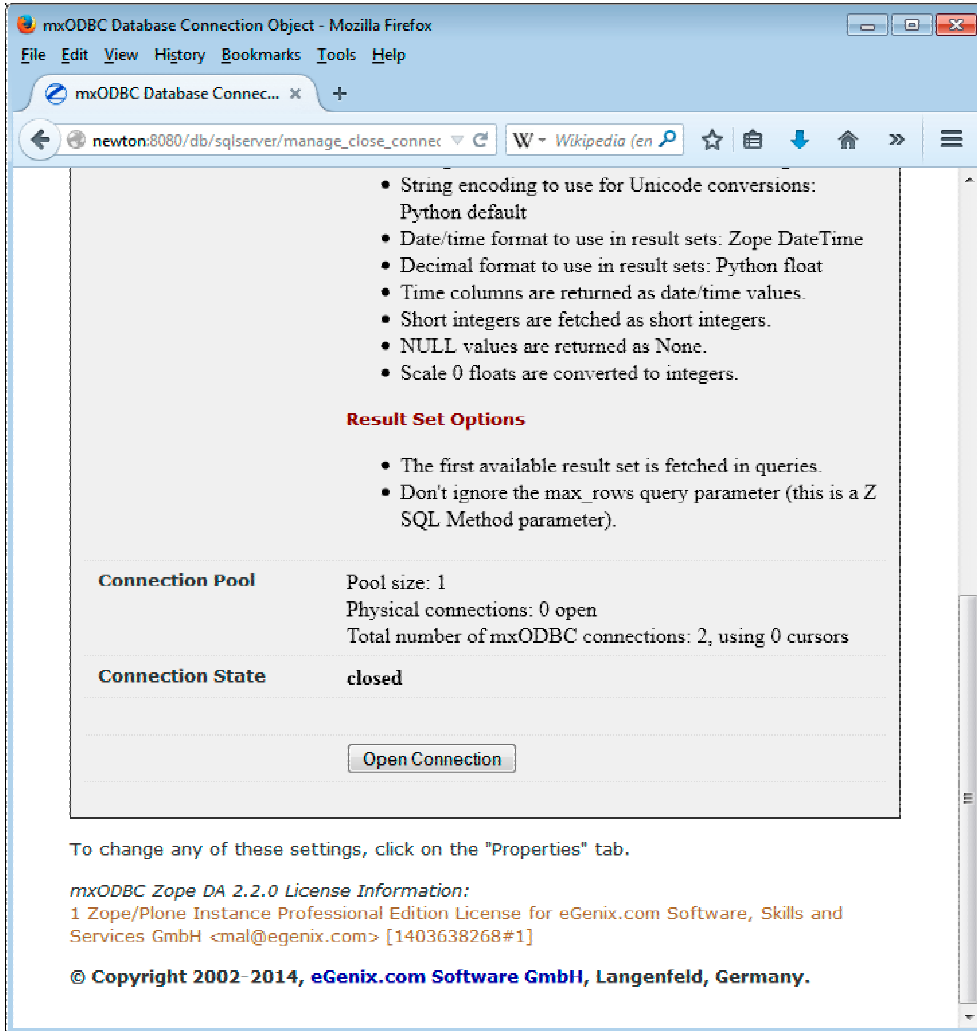 mxODBC Database Connection Object - Mozilla Firefox
File Edit View History Bookmarks Tools Help
mxODBC Database Connec... × +
newton:8080/db/sqlserver/manage_close_connec
W Wikipedia (en
• String encoding to use for Unicode conversions:
Python default
• Date/time format to use in result sets: Zope DateTime
• Decimal format to use in result sets: Python float
• Time columns are returned as date/time values.
• Short integers are fetched as short integers.
• NULL values are returned as None.
• Scale 0 floats are converted to integers.
Result Set Options
• The first available result set is fetched in queries.
• Don't ignore the max_rows query parameter (this is a Z
SQL Method parameter).
Connection Pool
Pool size: 1
Physical connections: 0 open
Total number of mxODBC connections: 2, using 0 cursors
Connection State
closed
Open Connection
To change any of these settings, click on the "Properties" tab.
mxODBC Zope DA 2.2.0 License Information:
1 Zope/Plone Instance Professional Edition License for eGenix.com Software, Skills and
Services GmbH <mal@egenix.com> [1403638268#1]
© Copyright 2002-2014, eGenix.com Software GmbH, Langenfeld, Germany.